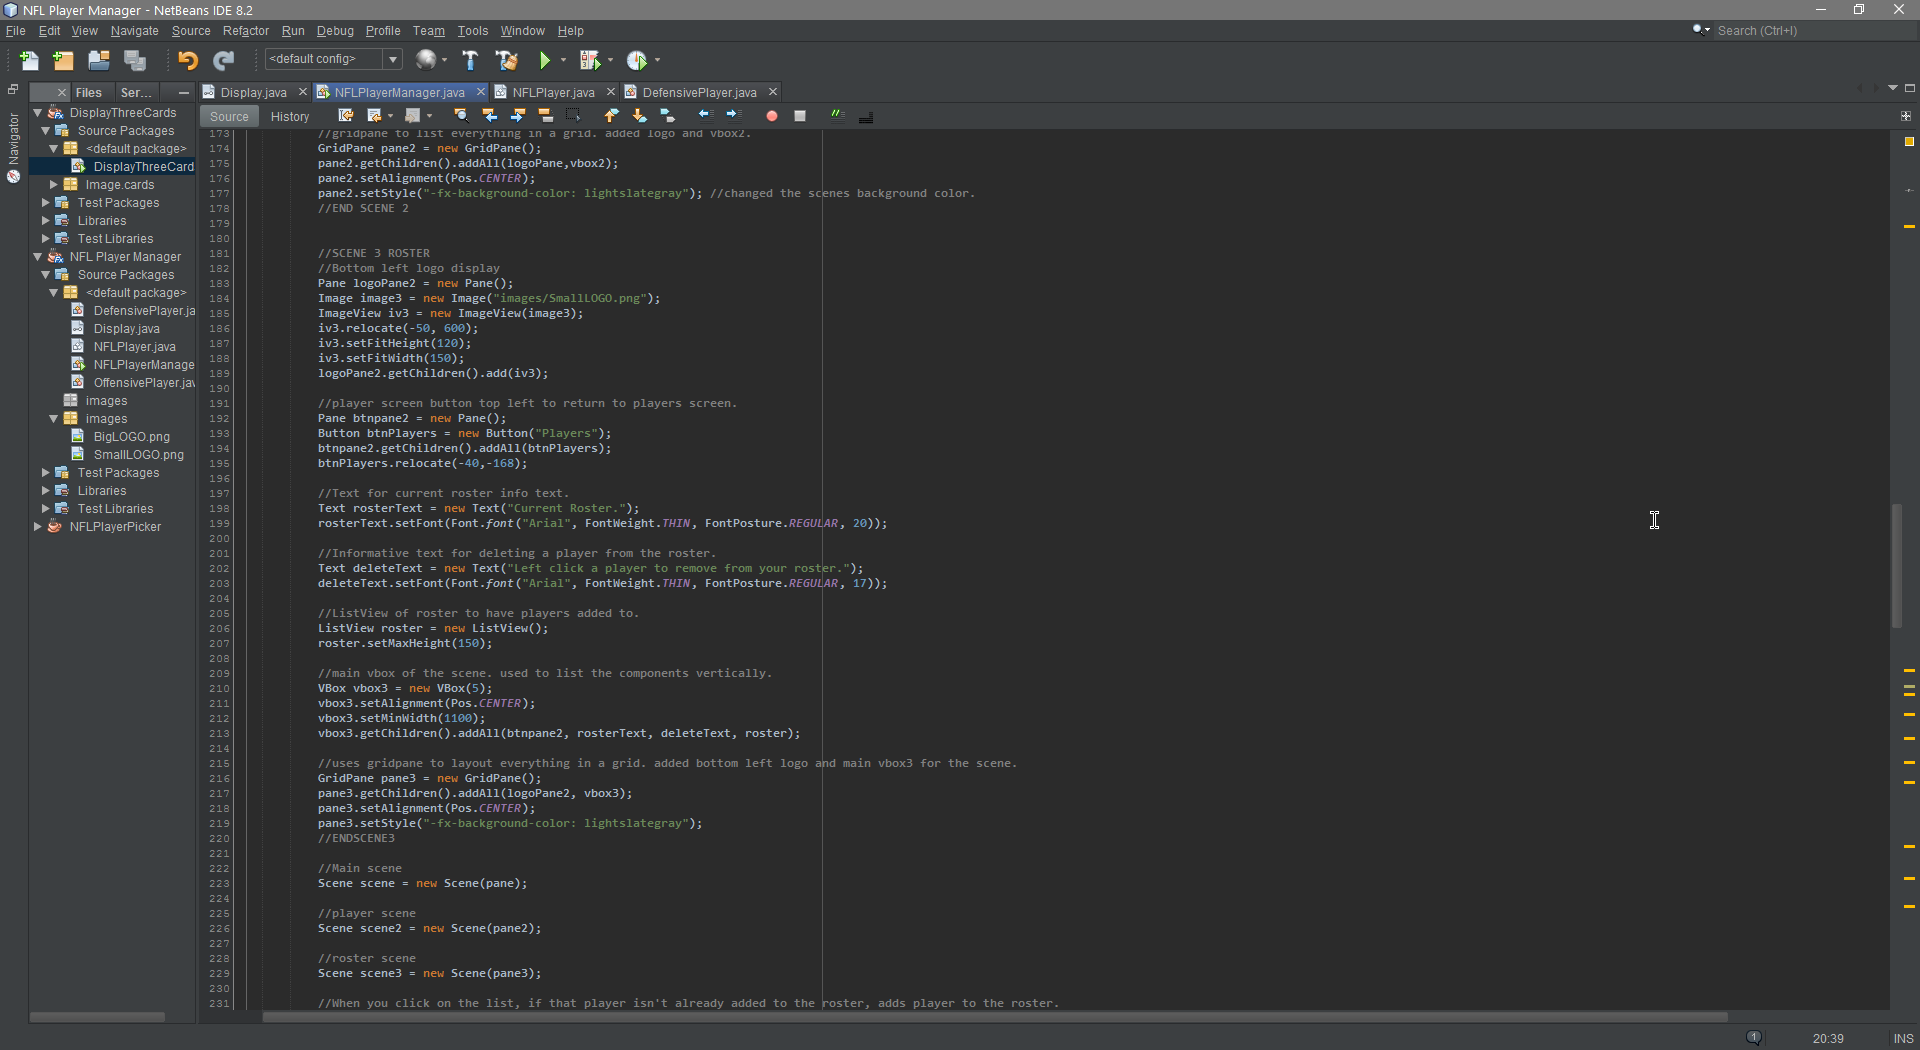 NFL Player Manager - NetBeans IDE 8.2
File Edit View Navigate Source Refactor Run Debug Profile Team Tools Window Help
Search (Ctrl+I)
<default config>
Files Ser...
Display.java NFLPlayerManager.java NFLPlayer.java DefensivePlayer.java
Source History
Navigator
DisplayThreeCards
Source Packages
<default package>
DisplayThreeCard
Image.cards
Test Packages
Libraries
Test Libraries
NFL Player Manager
Source Packages
<default package>
DefensivePlayer.ja
Display.java
NFLPlayer.java
NFLPlayerManage
OffensivePlayer.jav
images
images
BigLOGO.png
SmallLOGO.png
Test Packages
Libraries
Test Libraries
NFLPlayerPicker
173 //gridpane to list everything in a grid. added logo and vbox2.
174 GridPane pane2 = new GridPane();
175 pane2.getChildren().addAll(logoPane,vbox2);
176 pane2.setAlignment(Pos.CENTER);
177 pane2.setStyle("-fx-background-color: lightslategray"); //changed the scenes background color.
178 //END SCENE 2
179
180
181 //SCENE 3 ROSTER
182 //Bottom left logo display
183 Pane logoPane2 = new Pane();
184 Image image3 = new Image("images/SmallLOGO.png");
185 ImageView iv3 = new ImageView(image3);
186 iv3.relocate(-50, 600);
187 iv3.setFitHeight(120);
188 iv3.setFitWidth(150);
189 logoPane2.getChildren().add(iv3);
190
191 //player screen button top left to return to players screen.
192 Pane btnpane2 = new Pane();
193 Button btnPlayers = new Button("Players");
194 btnpane2.getChildren().addAll(btnPlayers);
195 btnPlayers.relocate(-40,-168);
196
197 //Text for current roster info text.
198 Text rosterText = new Text("Current Roster.");
199 rosterText.setFont(Font.font("Arial", FontWeight.THIN, FontPosture.REGULAR, 20));
200
201 //Informative text for deleting a player from the roster.
202 Text deleteText = new Text("Left click a player to remove from your roster.");
203 deleteText.setFont(Font.font("Arial", FontWeight.THIN, FontPosture.REGULAR, 17));
204
205 //ListView of roster to have players added to.
206 ListView roster = new ListView();
207 roster.setMaxHeight(150);
208
209 //main vbox of the scene. used to list the components vertically.
210 VBox vbox3 = new VBox(5);
211 vbox3.setAlignment(Pos.CENTER);
212 vbox3.setMinWidth(1100);
213 vbox3.getChildren().addAll(btnpane2, rosterText, deleteText, roster);
214
215 //uses gridpane to layout everything in a grid. added bottom left logo and main vbox3 for the scene.
216 GridPane pane3 = new GridPane();
217 pane3.getChildren().addAll(logoPane2, vbox3);
218 pane3.setAlignment(Pos.CENTER);
219 pane3.setStyle("-fx-background-color: lightslategray");
220 //ENDSCENE3
221
222 //Main scene
223 Scene scene = new Scene(pane);
224
225 //player scene
226 Scene scene2 = new Scene(pane2);
227
228 //roster scene
229 Scene scene3 = new Scene(pane3);
230
231 //When you click on the list, if that player isn't already added to the roster, adds player to the roster.
1
20:39
INS